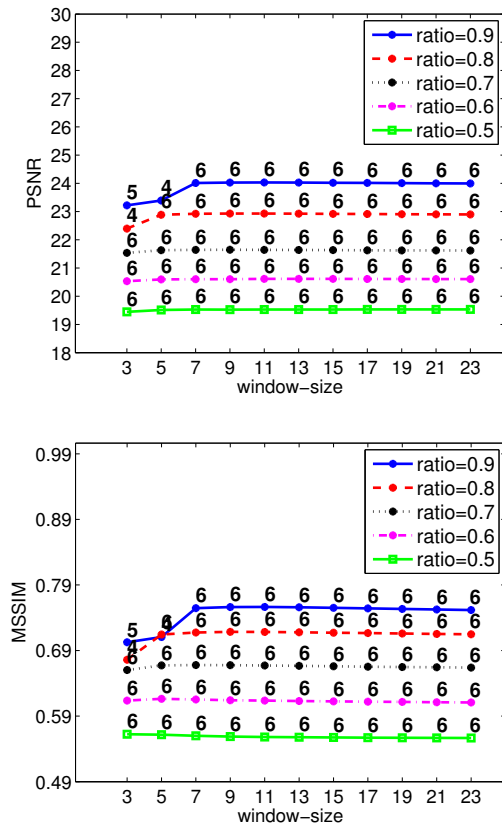 30
29
28
27
26
25
24
23
22
21
20
19
18
PSNR
ratio=0.9
ratio=0.8
ratio=0.7
ratio=0.6
ratio=0.5
5 4 6 6 6 6 6 6 6 6 6
4 6 6 6 6 6 6 6 6 6 6
6 6 6 6 6 6 6 6 6 6 6
6 6 6 6 6 6 6 6 6 6 6
6 6 6 6 6 6 6 6 6 6 6
3 5 7 9 11 13 15 17 19 21 23
window-size
0.99
0.89
0.79
0.69
0.59
0.49
MSSIM
ratio=0.9
ratio=0.8
ratio=0.7
ratio=0.6
ratio=0.5
5 4 6 6 6 6 6 6 6 6 6
4 6 6 6 6 6 6 6 6 6 6
6 6 6 6 6 6 6 6 6 6 6
6 6 6 6 6 6 6 6 6 6 6
6 6 6 6 6 6 6 6 6 6 6
3 5 7 9 11 13 15 17 19 21 23
window-size